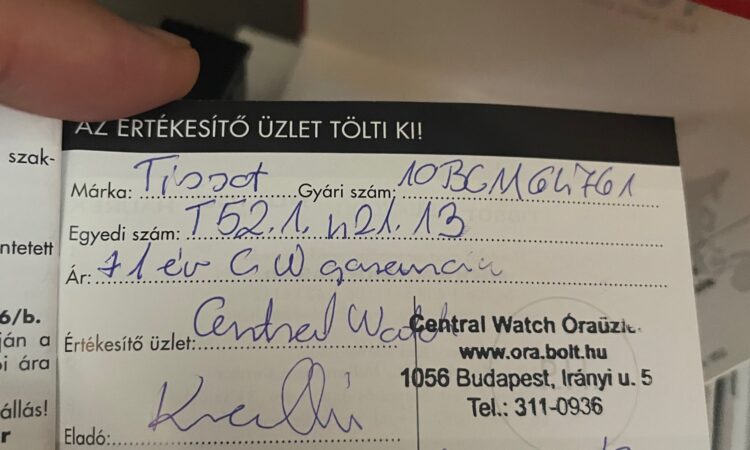 AZ ÉRTÉKESÍTŐ ÜZLET TÖLTI KI!
szak-
Márka: Tissot Gyári szám: 10BCM64761
Egyedi szám: T52.1.421.13
ntetett
Ár: +1 év CW garancia
6/b.
ján a
Értékesítő üzlet: Central Watch
Central Watch Óraüzle
www.ora.bolt.hu
i ára
1056 Budapest, Irányi u. 5
Tel.: 311-0936
állás!
r
Eladó: